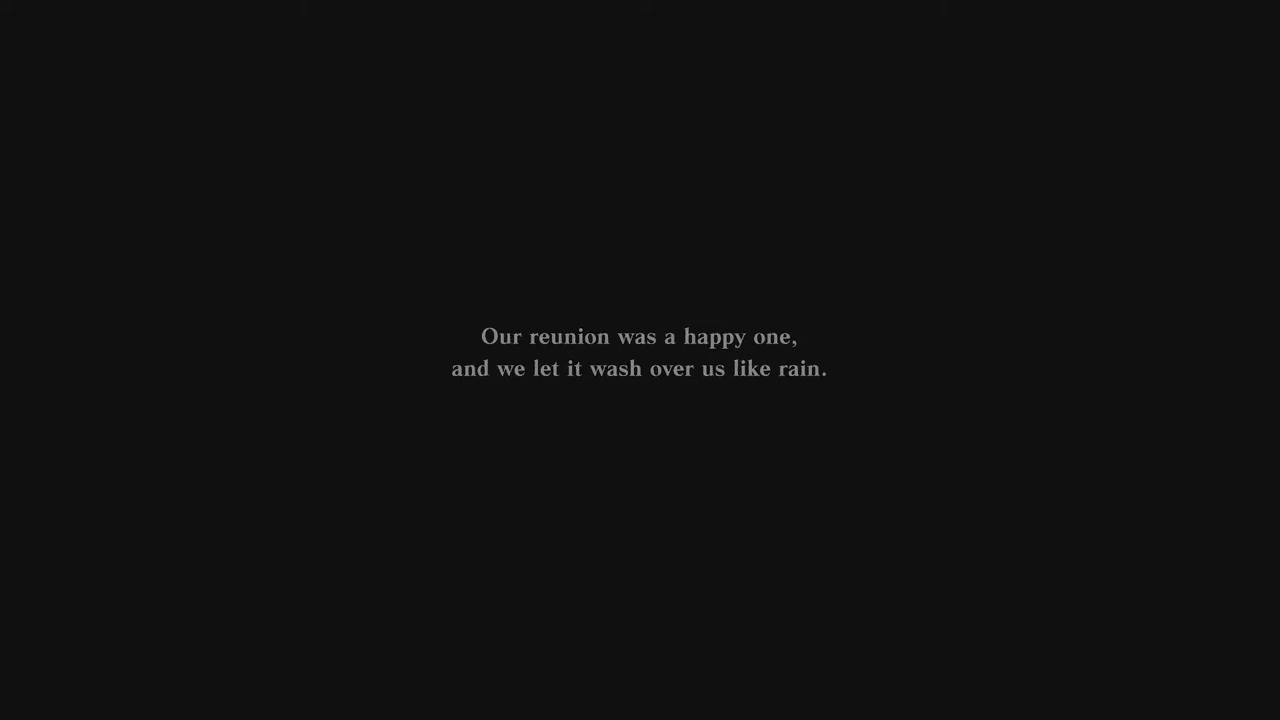 Our reunion was a happy one,
and we let it wash over us like rain.